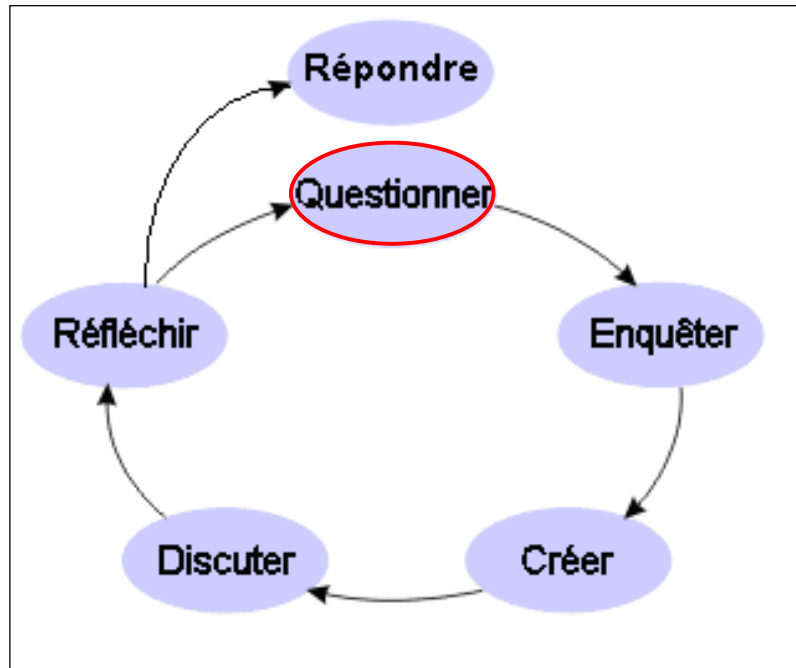 Répondre
Questionner
Réfléchir
Enquêter
Discuter
Créer